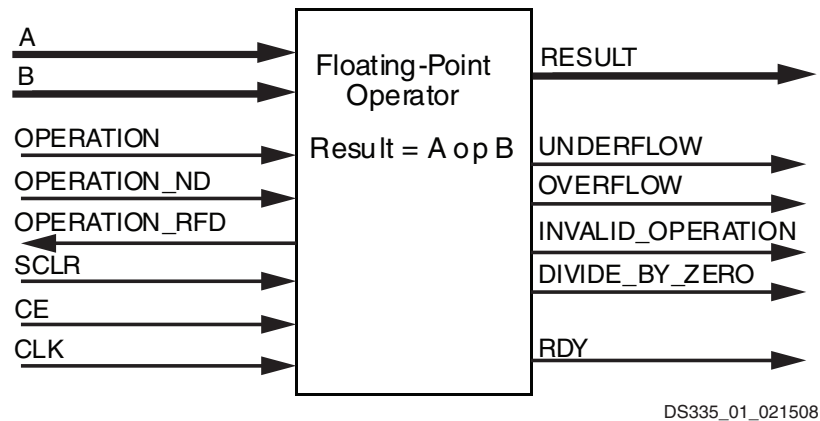 A
B
OPERATION
OPERATION_ND
OPERATION_RFD
SCLR
CE
CLK
Floating-Point
Operator
Result = A op B
RESULT
UNDERFLOW
OVERFLOW
INVALID_OPERATION
DIVIDE_BY_ZERO
RDY
DS335_01_021508